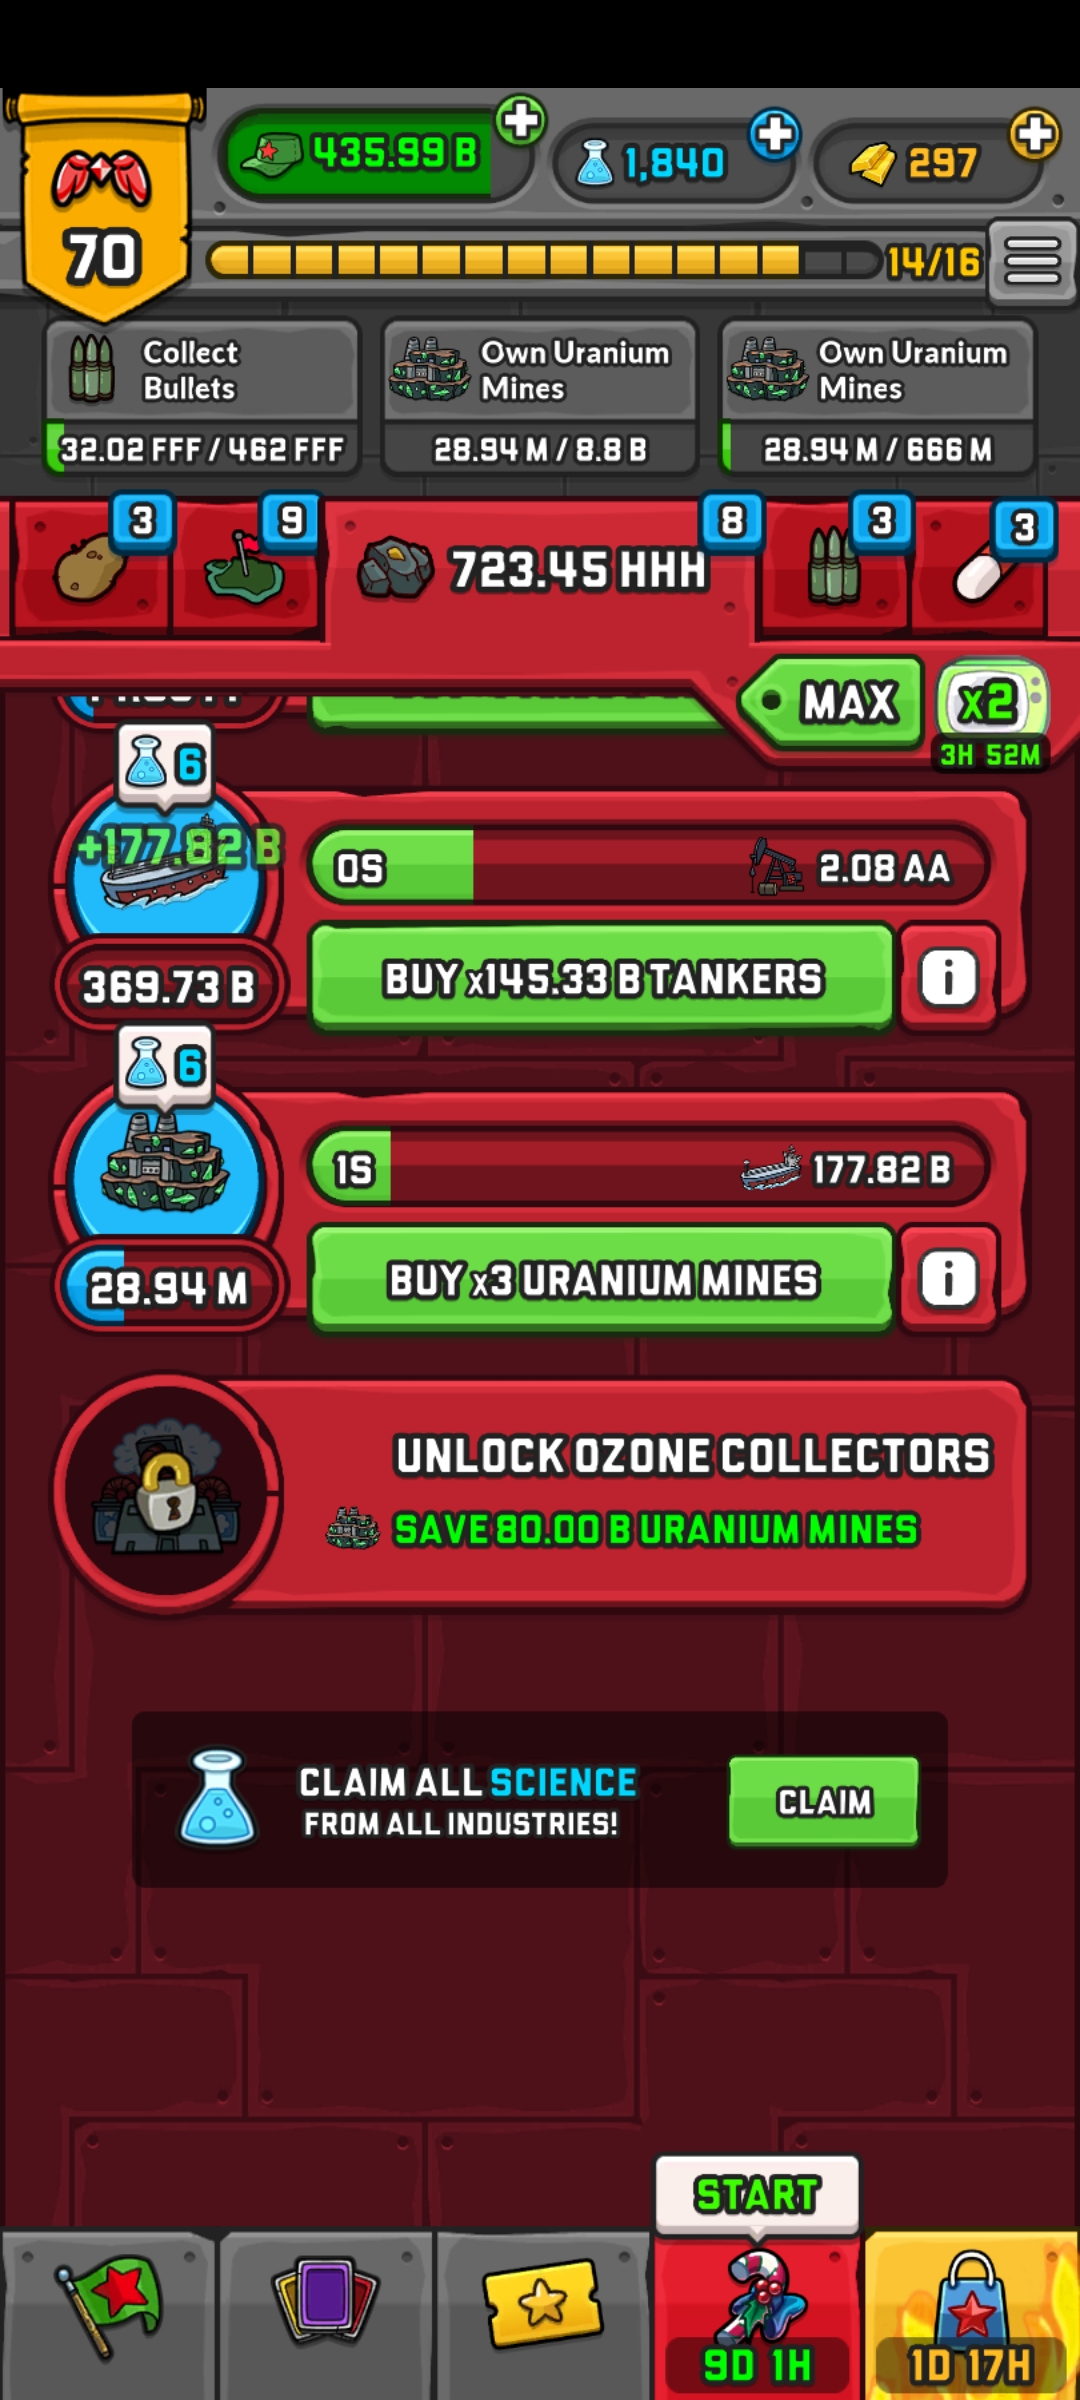 435.99 B
1,840
297
70
14/16
Collect
Bullets
32.02 FFF / 462 FFF
Own Uranium
Mines
28.94 M / 8.8 B
Own Uranium
Mines
28.94 M / 666 M
3
9
723.45 HHH
8
3
3
MAX
x2
3H 52M
6
+177.82 B
0S
2.08 AA
369.73 B
BUY x145.33 B TANKERS
i
6
1S
177.82 B
28.94 M
BUY x3 URANIUM MINES
i
UNLOCK OZONE COLLECTORS
SAVE 80.00 B URANIUM MINES
CLAIM ALL SCIENCE
FROM ALL INDUSTRIES!
CLAIM
START
9D 1H
1D 17H